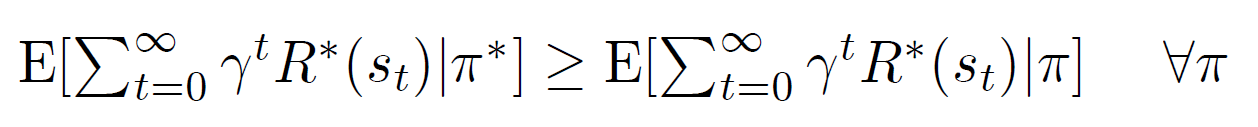 E[∑_{t=0}^{∞} γ^t R*(s_t)|π*] ≥ E[∑_{t=0}^{∞} γ^t R*(s_t)|π] ∀π